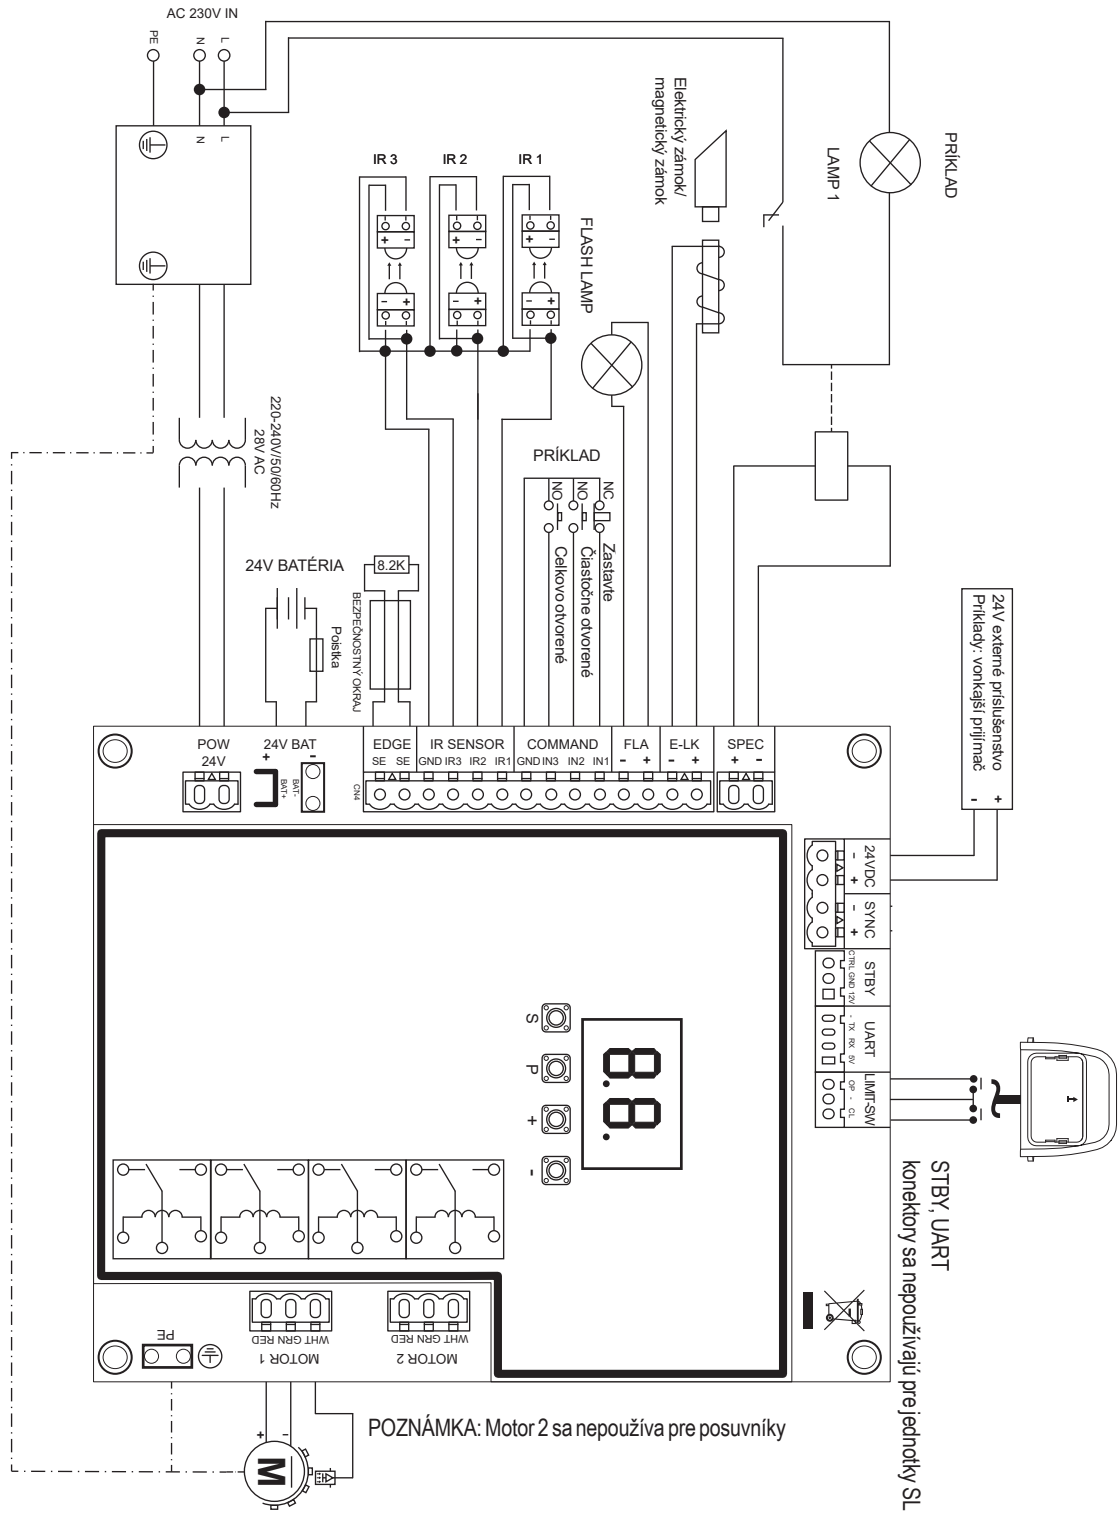 AC 230V IN
PE
N
L
N
L
220-240V/50/60Hz
28V AC
IR 3
IR 2
IR 1
+ -
+ -
+ -
- +
- +
- +
FLASH LAMP
Elektrický zámok/
magnetický zámok
LAMP 1
PRÍKLAD
PRÍKLAD
NO
NO
NC
Celkovo otvorené
Čiastočne otvorené
Zastavte
24V BATÉRIA
Poistka
8.2K
BEZPEČNOSTNÝ OKRAJ
24V externé príslušenstvo
Príklady: vonkajší prijímač
- +
POW
24V
24V BAT
+ -
BAT+
BAT-
CN4
EDGE
SE SE
IR SENSOR
GND IR3 IR2 IR1
COMMAND
GND IN3 IN2 IN1
FLA
- +
E-LK
- +
SPEC
+ -
24VDC
- +
SYNC
- +
STBY
CTRL GND 12V
UART
- TX RX 5V
LIMIT-SW
OP - CL
S
P
+
-
8.8.
STBY, UART
konektory sa nepoužívajú pre jednotky SL
PE
WHT GRN RED
MOTOR 1
WHT GRN RED
MOTOR 2
+ -
M
POZNÁMKA: Motor 2 sa nepoužíva pre posuvníky